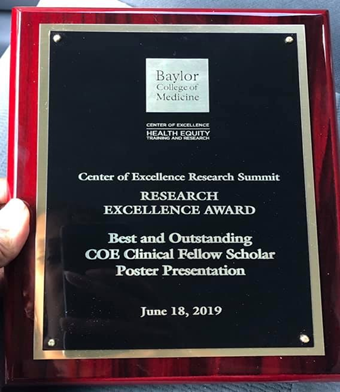 Baylor
College of
Medicine
CENTER OF EXCELLENCE
HEALTH EQUITY
TRAINING AND RESEARCH
Center of Excellence Research Summit
RESEARCH
EXCELLENCE AWARD
Best and Outstanding
COE Clinical Fellow Scholar
Poster Presentation
June 18, 2019